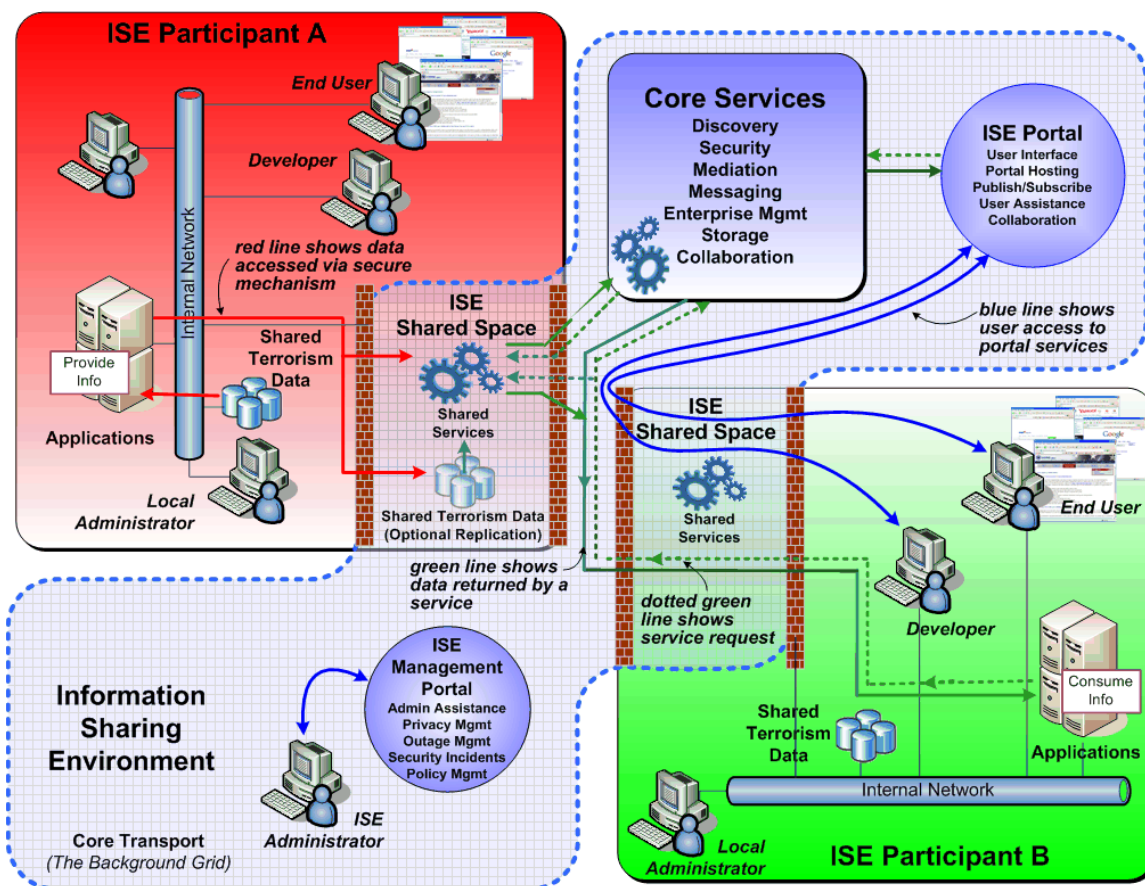 ISE Participant A
End User
Developer
Internal Network
red line shows data
accessed via secure
mechanism
Provide
Info
Applications
Shared
Terrorism
Data
Local
Administrator
ISE
Shared Space
Shared
Services
Shared Terrorism Data
(Optional Replication)
Core Services
Discovery
Security
Mediation
Messaging
Enterprise Mgmt
Storage
Collaboration
ISE Portal
User Interface
Portal Hosting
Publish/Subscribe
User Assistance
Collaboration
blue line shows
user access to
portal services
ISE
Shared Space
Shared
Services
End User
Developer
green line shows
data returned by a
service
dotted green
line shows
service request
Consume
Info
Applications
Shared
Terrorism
Data
Internal Network
Local
Administrator
ISE Participant B
ISE
Management
Portal
Admin Assistance
Privacy Mgmt
Outage Mgmt
Security Incidents
Policy Mgmt
Information
Sharing
Environment
ISE
Administrator
Core Transport
(The Background Grid)